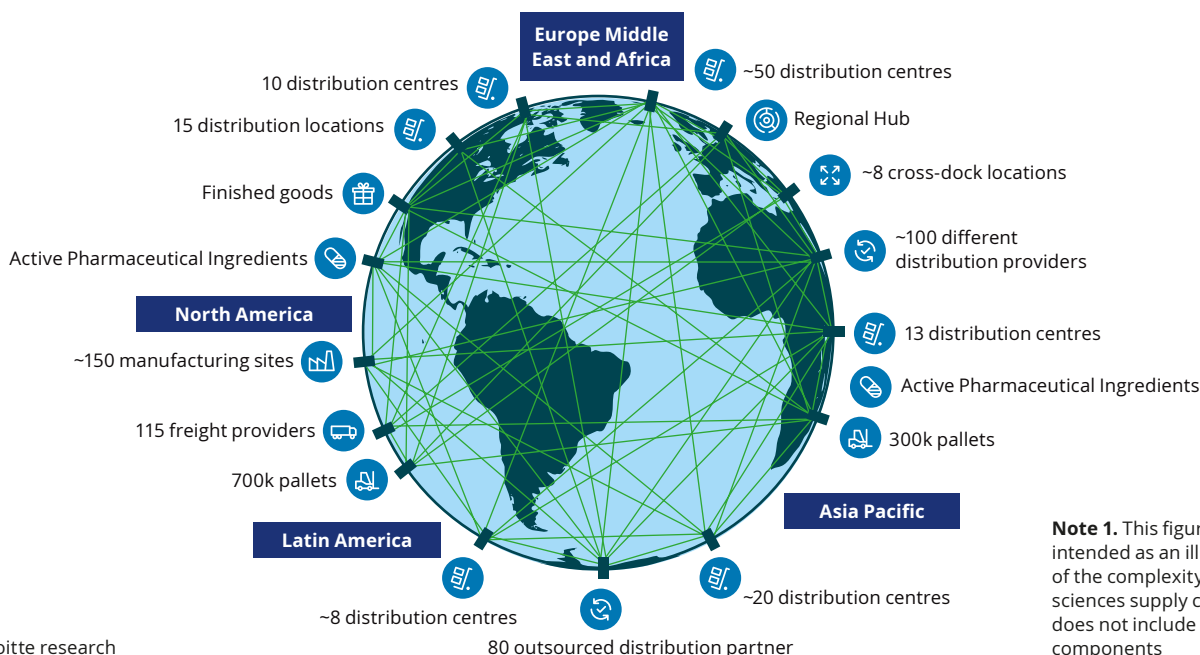 Europe Middle
East and Africa
10 distribution centres
~50 distribution centres
15 distribution locations
Regional Hub
Finished goods
~8 cross-dock locations
Active Pharmaceutical Ingredients
~100 different
distribution providers
North America
13 distribution centres
~150 manufacturing sites
Active Pharmaceutical Ingredients
115 freight providers
300k pallets
700k pallets
Asia Pacific
Latin America
~8 distribution centres
~20 distribution centres
80 outsourced distribution partner
Note 1. This figur
intended as an ill
of the complexity
sciences supply c
does not include
components
oitte research